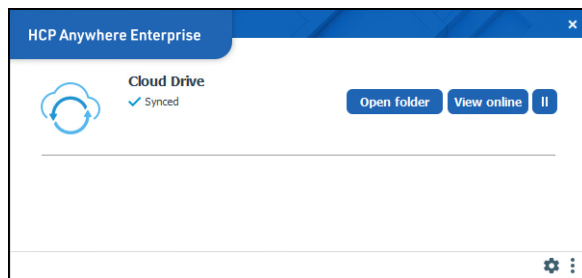 HCP Anywhere Enterprise
Cloud Drive
Synced
Open folder View online